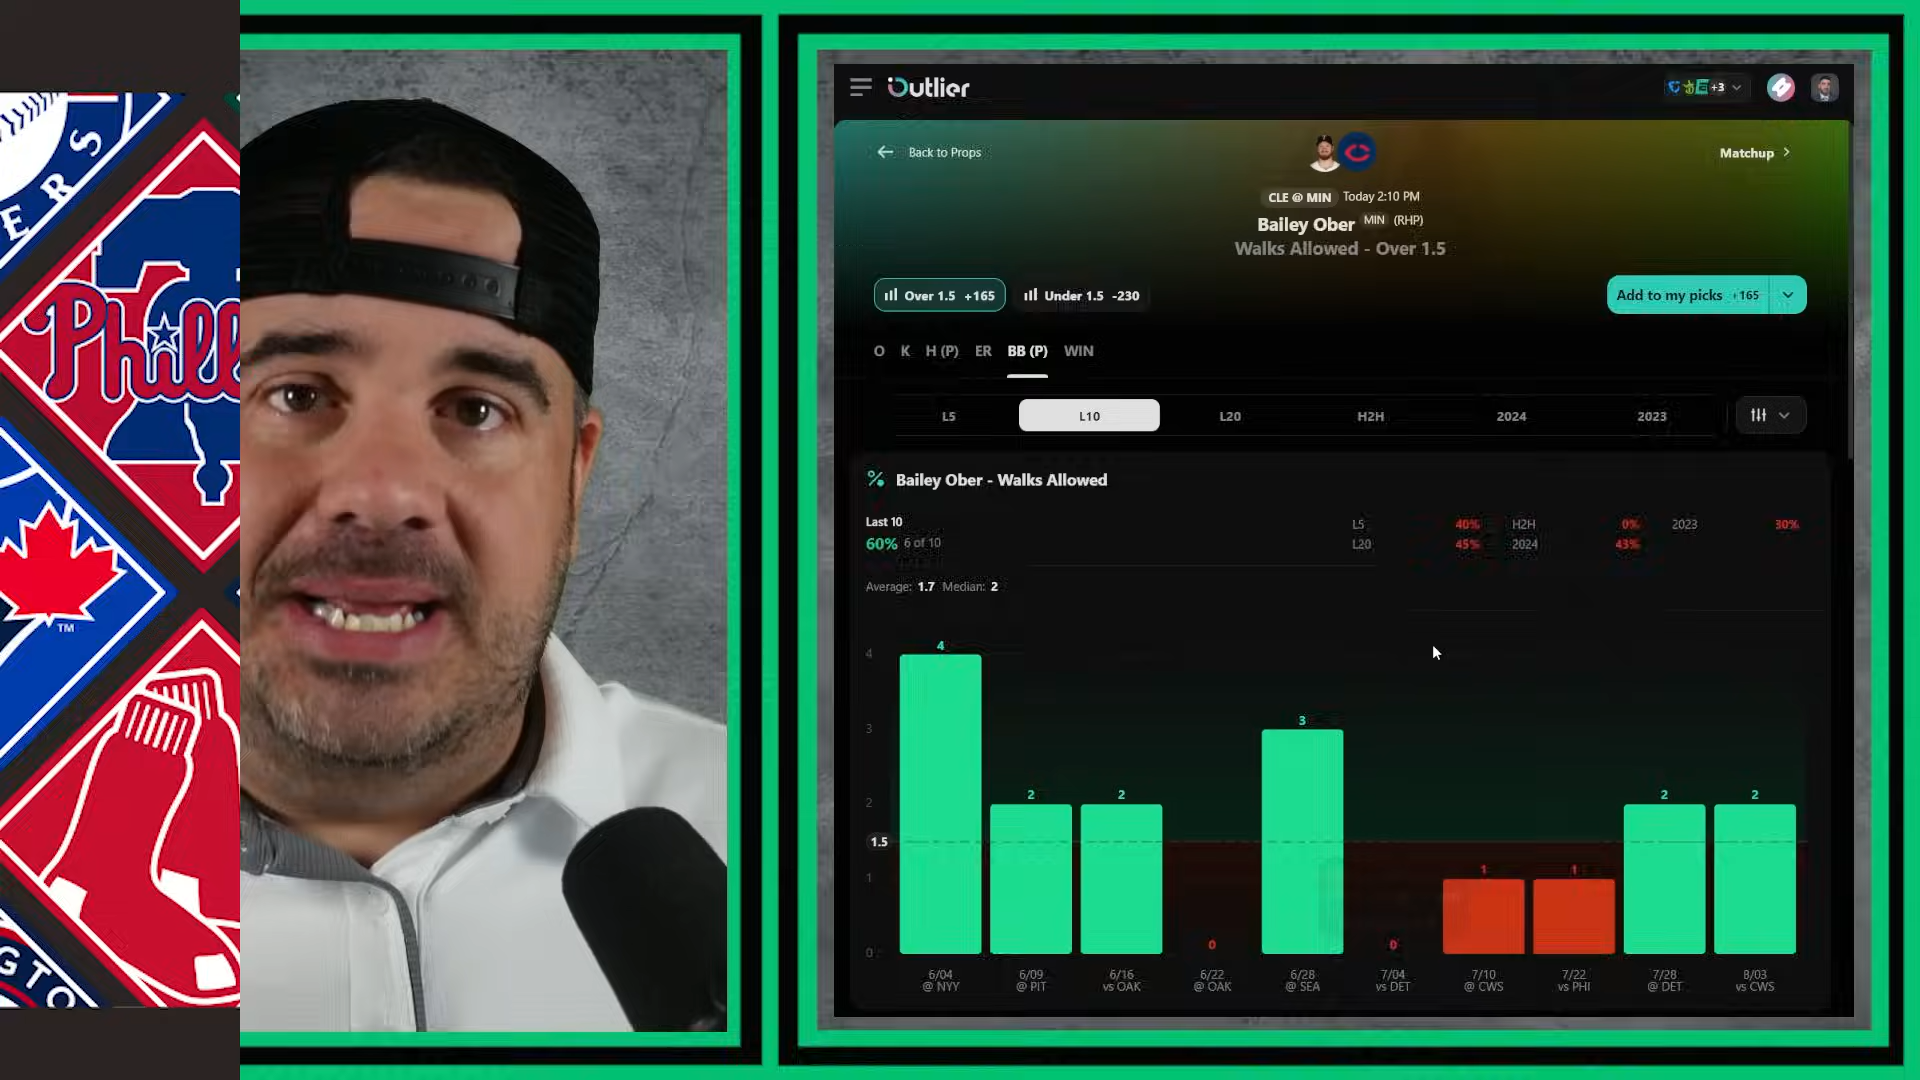 ERS
Phill
TM
GTO
Outlier
+3
Back to Props
Matchup
CLE @ MIN Today 2:10 PM
Bailey Ober MIN (RHP)
Walks Allowed - Over 1.5
Over 1.5 +165
Under 1.5 -230
Add to my picks +165
O K H (P) ER BB (P) WIN
L5 L10 L20 H2H 2024 2023
Bailey Ober - Walks Allowed
Last 10
60% 6 of 10
L5 40% H2H 0% 2023 30%
L20 45% 2024 43%
Average: 1.7 Median: 2
4
3
2
1.5
1
0
4 2 2 0 3 0 1 1 2 2
6/04 6/09 6/16 6/22 6/28 7/04 7/10 7/22 7/28 8/03
@ NYY @ PIT vs OAK @ OAK @ SEA vs DET @ CWS vs PHI @ DET vs CWS